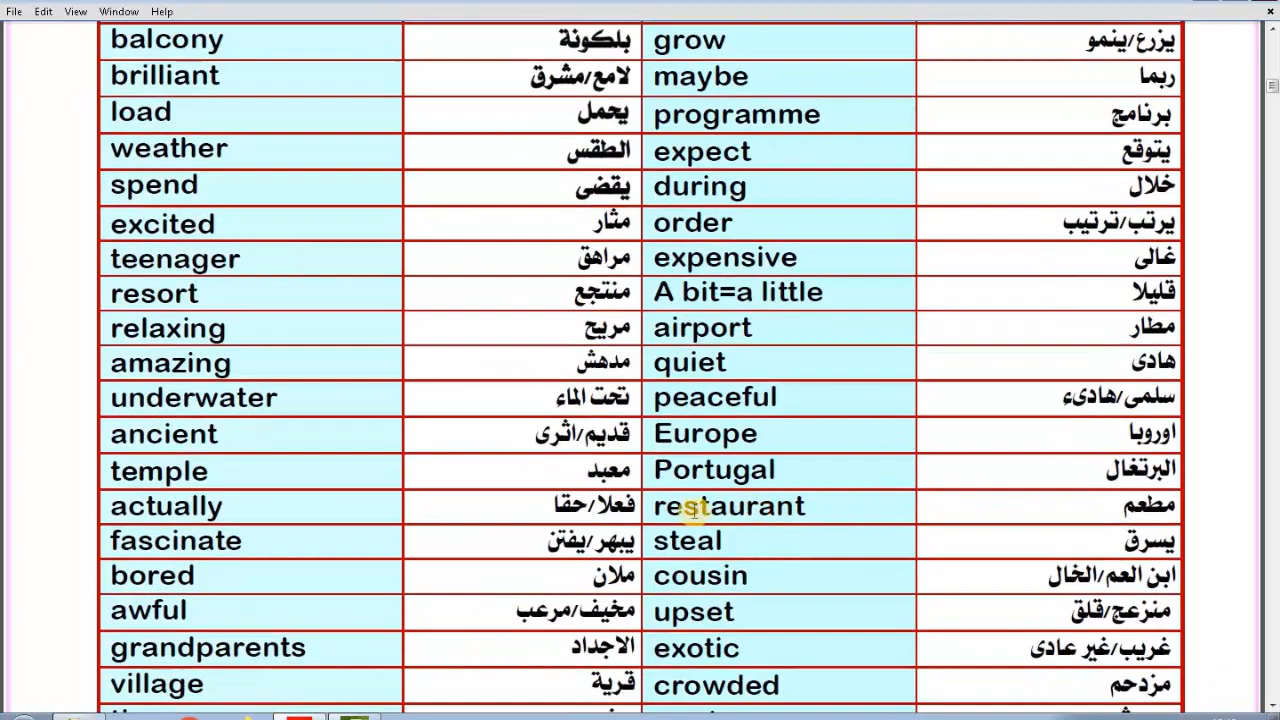 File Edit View Window Help
balcony بلكونة grow يزرع/ينمو
brilliant لامع/مشرق maybe ربما
load يحمل programme برنامج
weather الطقس expect يتوقع
spend يقضى during خلال
excited مثار order يرتب/ترتيب
teenager مراهق expensive غالى
resort منتجع A bit=a little قليلا
relaxing مريح airport مطار
amazing مدهش quiet هادى
underwater تحت الماء peaceful سلمى/هادىء
ancient قديم/اثرى Europe اوروبا
temple معبد Portugal البرتغال
actually فعلا/حقا restaurant مطعم
fascinate يبهر/يفتن steal يسرق
bored ملان cousin ابن العم/الخال
awful مخيف/مرعب upset منزعج/قلق
grandparents الاجداد exotic غريب/غير عادى
village قرية crowded مزدحم